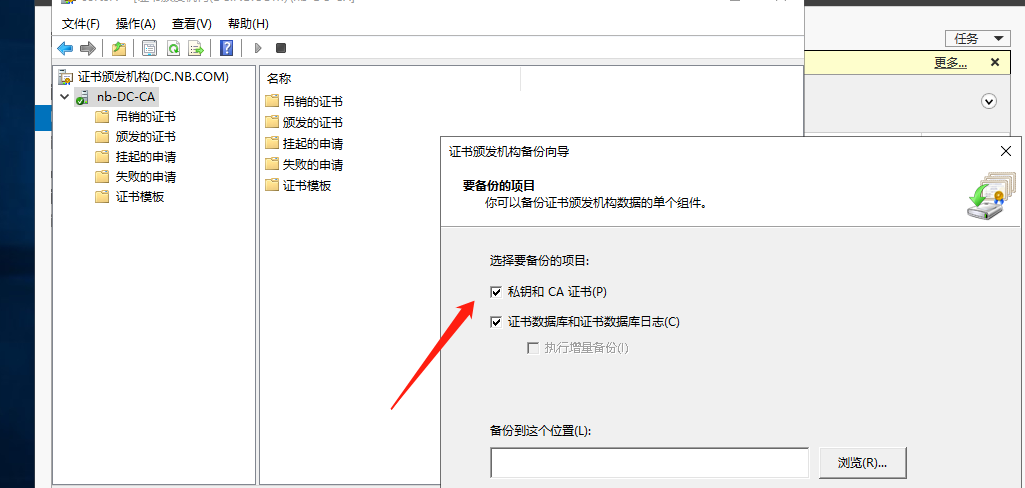 文件(F) 操作(A) 查看(V) 帮助(H)
任务
更多...
证书颁发机构(DC.NB.COM)
nb-DC-CA
吊销的证书
颁发的证书
挂起的申请
失败的申请
证书模板
名称
吊销的证书
颁发的证书
挂起的申请
失败的申请
证书模板
证书颁发机构备份向导
要备份的项目
你可以备份证书颁发机构数据的单个组件。
选择要备份的项目:
私钥和 CA 证书(P)
证书数据库和证书数据库日志(C)
执行增量备份(I)
备份到这个位置(L):
浏览(R)...